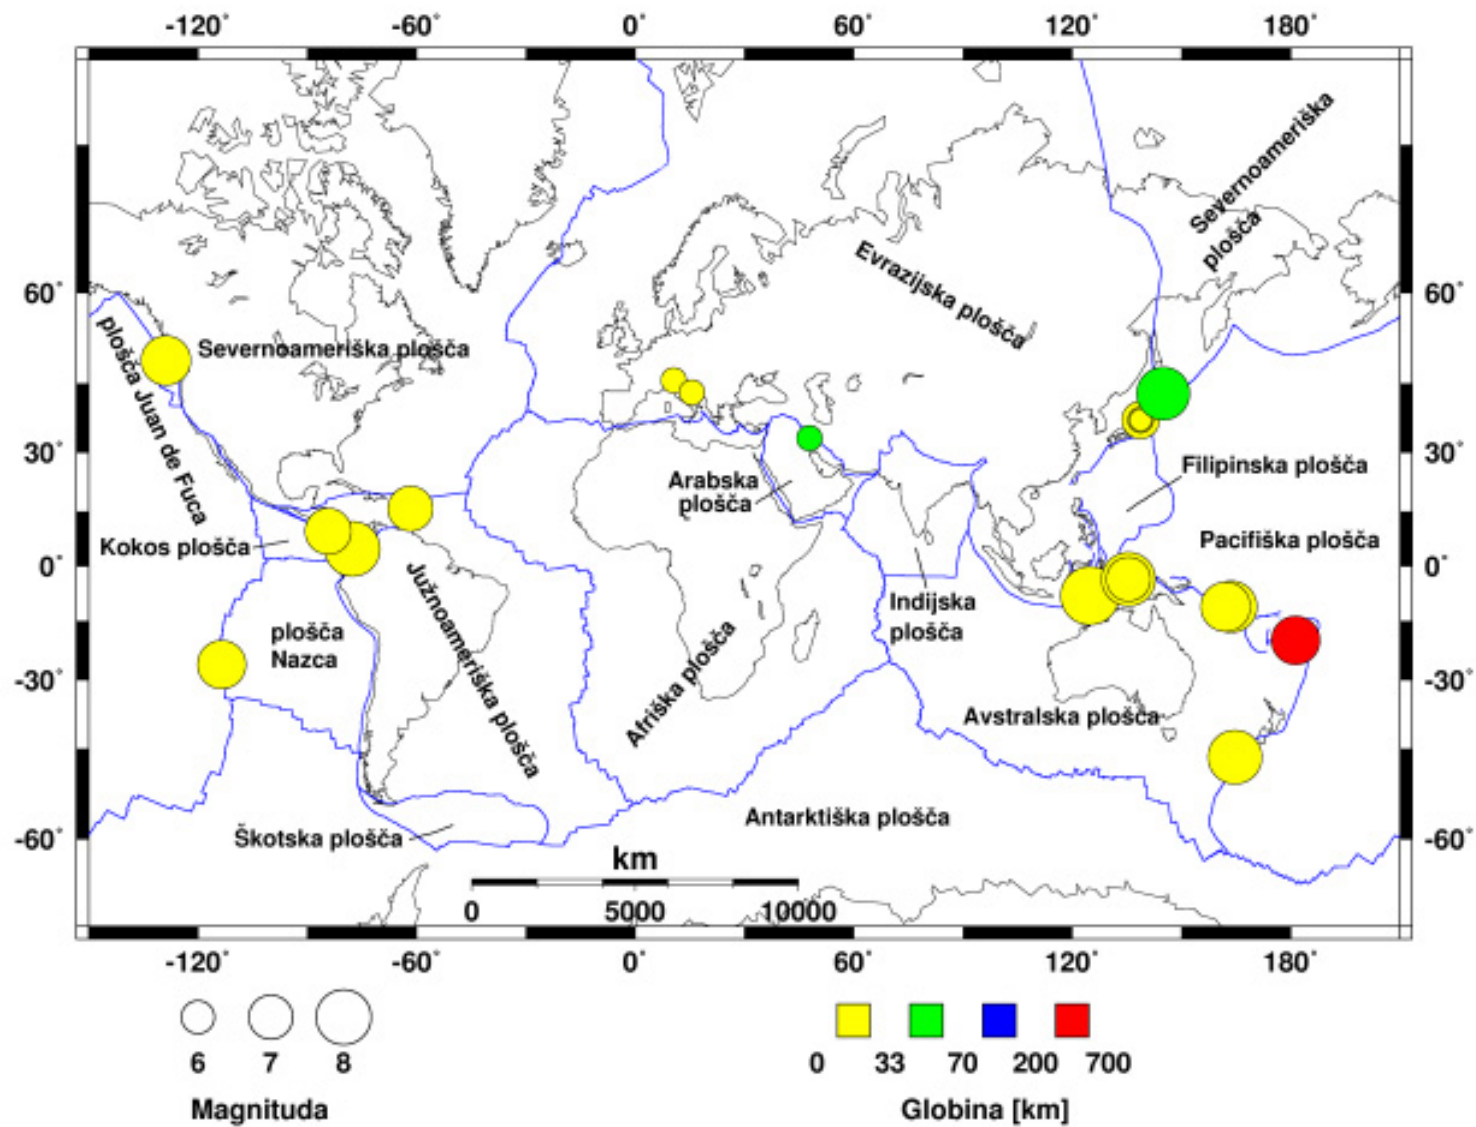 -120° -60° 0° 60° 120° 180°
60° 60°
30° 30°
0° 0°
-30° -30°
-60° -60°
Severnoameriška
plošča
Evrazijska plošča
Severnoameriška plošča
plošča Juan de Fuca
Filipinska plošča
Arabska
plošča
Pacifiška plošča
Kokos plošča
Južnoameriška plošča
Indijska
plošča
plošča
Nazca
Afriška plošča
Avstralska plošča
Antarktiška plošča
Škotska plošča
km
0 5000 10000
-120° -60° 0° 60° 120° 180°
6 7 8
0 33 70 200 700
Magnituda
Globina [km]